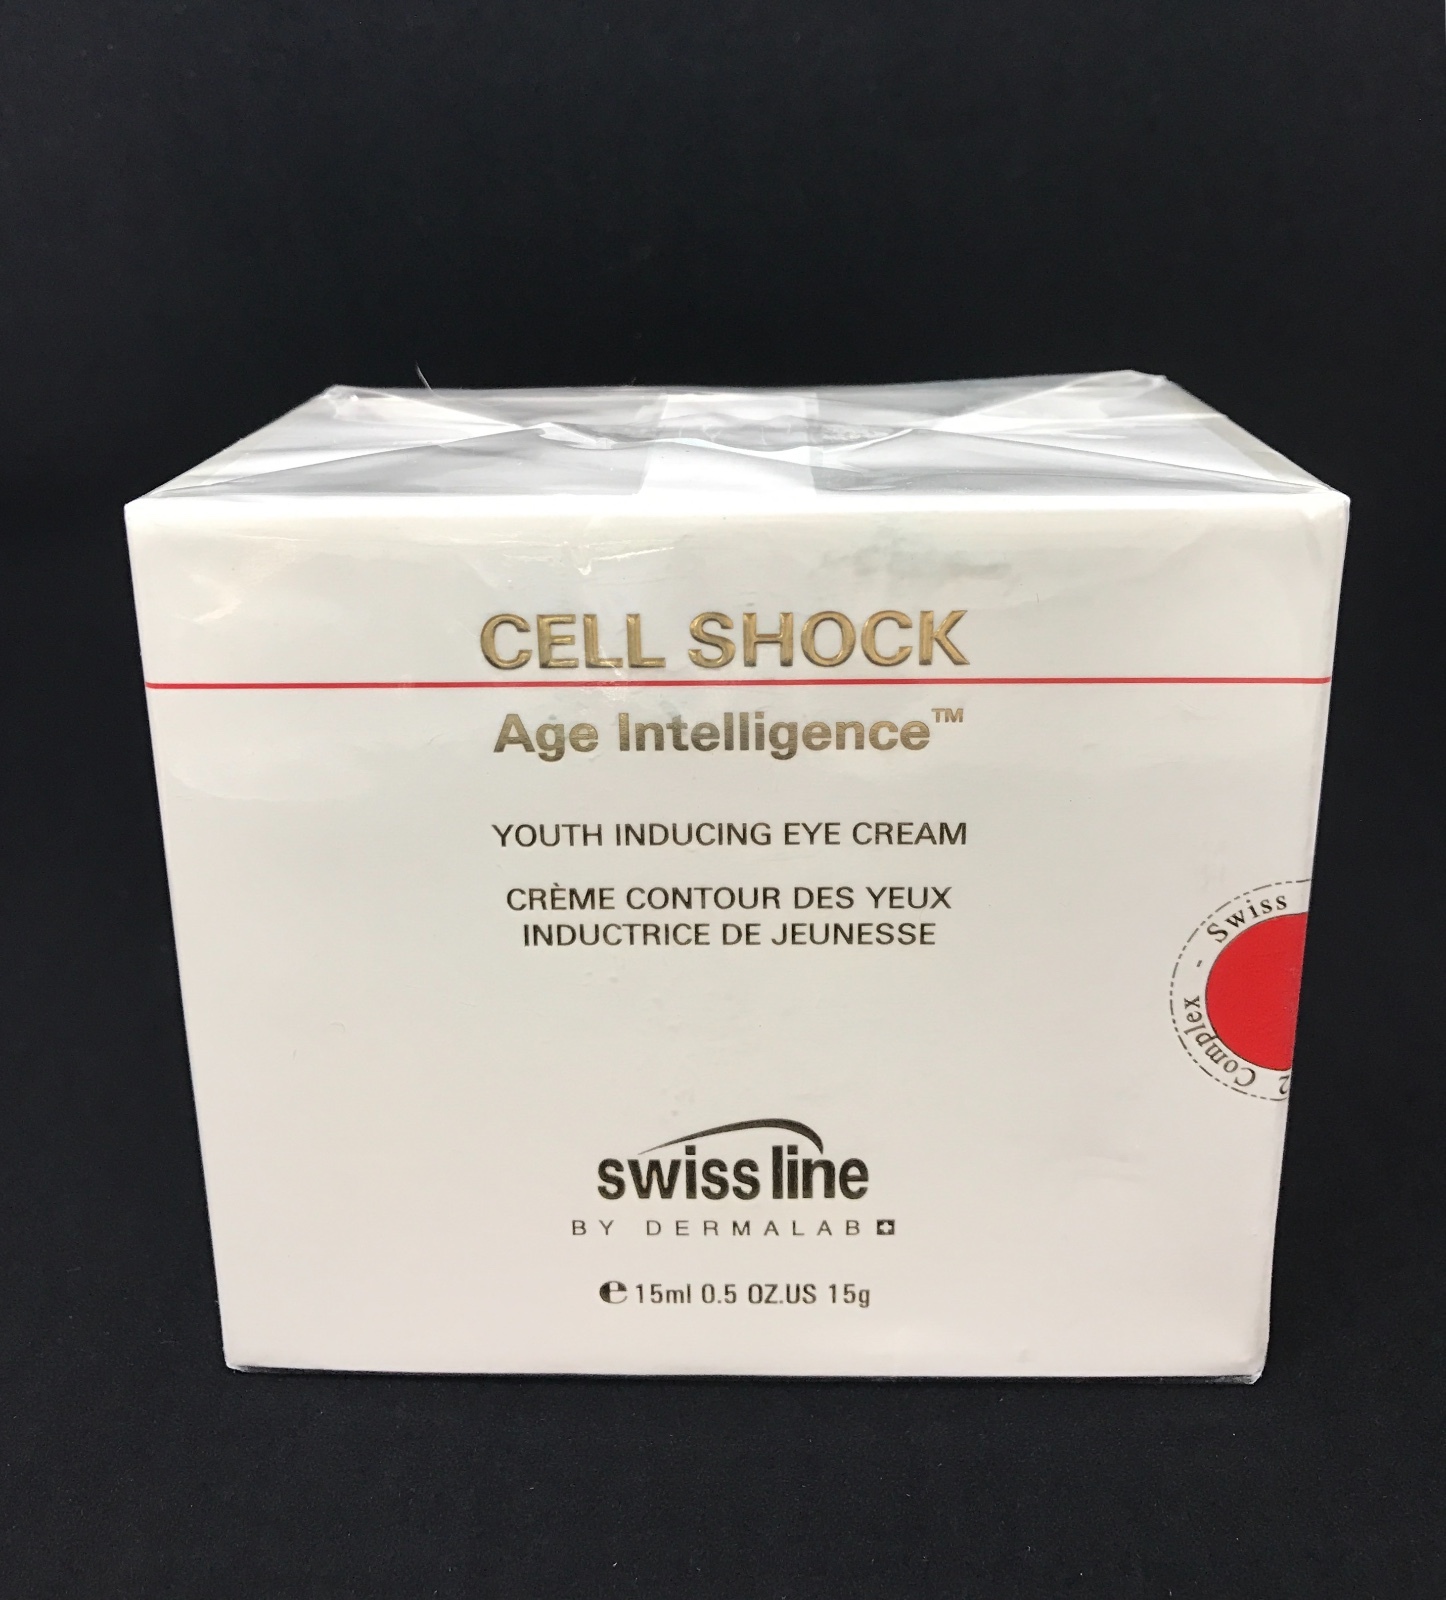 CELL SHOCK
Age Intelligence™
YOUTH INDUCING EYE CREAM
CRÈME CONTOUR DES YEUX
INDUCTRICE DE JEUNESSE
Swiss
2 Complex -
swiss line
BY DERMALAB
℮ 15ml 0.5 OZ.US 15g